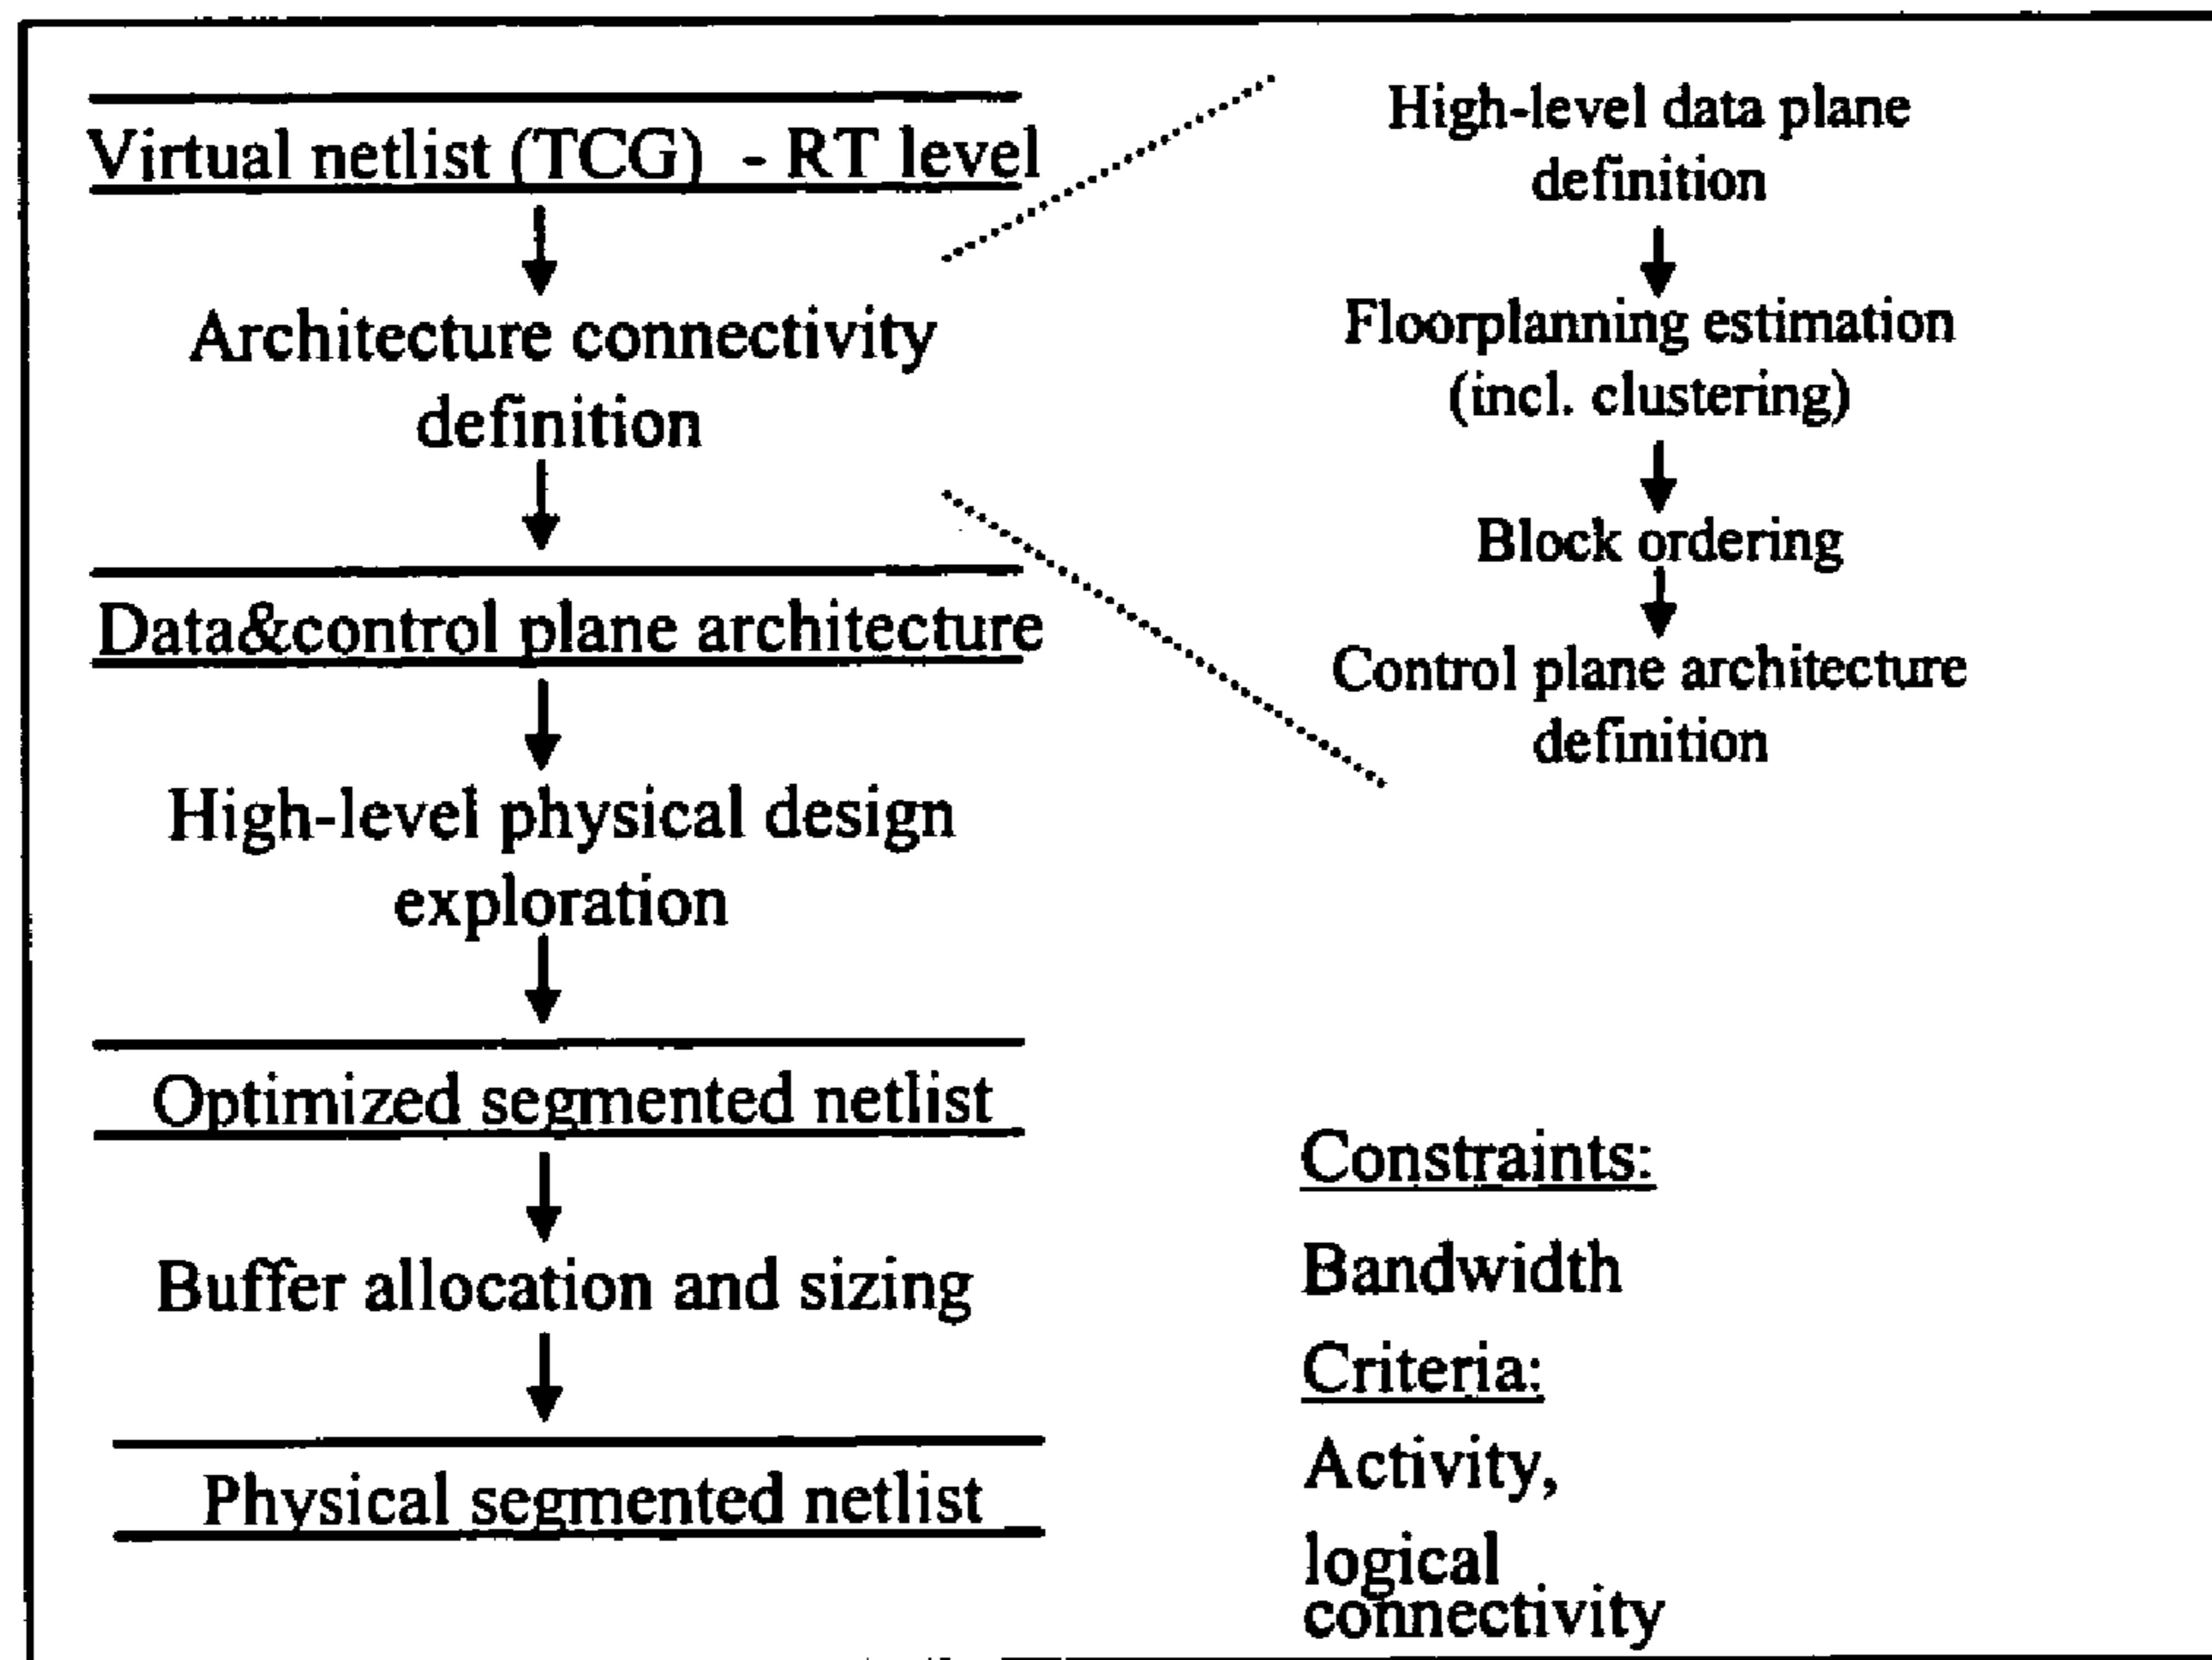 Virtual netlist (TCG) - RT level
Architecture connectivity
definition
Data&control plane architecture
High-level physical design
exploration
Optimized segmented netlist
Buffer allocation and sizing
Physical segmented netlist
High-level data plane
definition
Floorplanning estimation
(incl. clustering)
Block ordering
Control plane architecture
definition
Constraints:
Bandwidth
Criteria:
Activity,
logical
connectivity